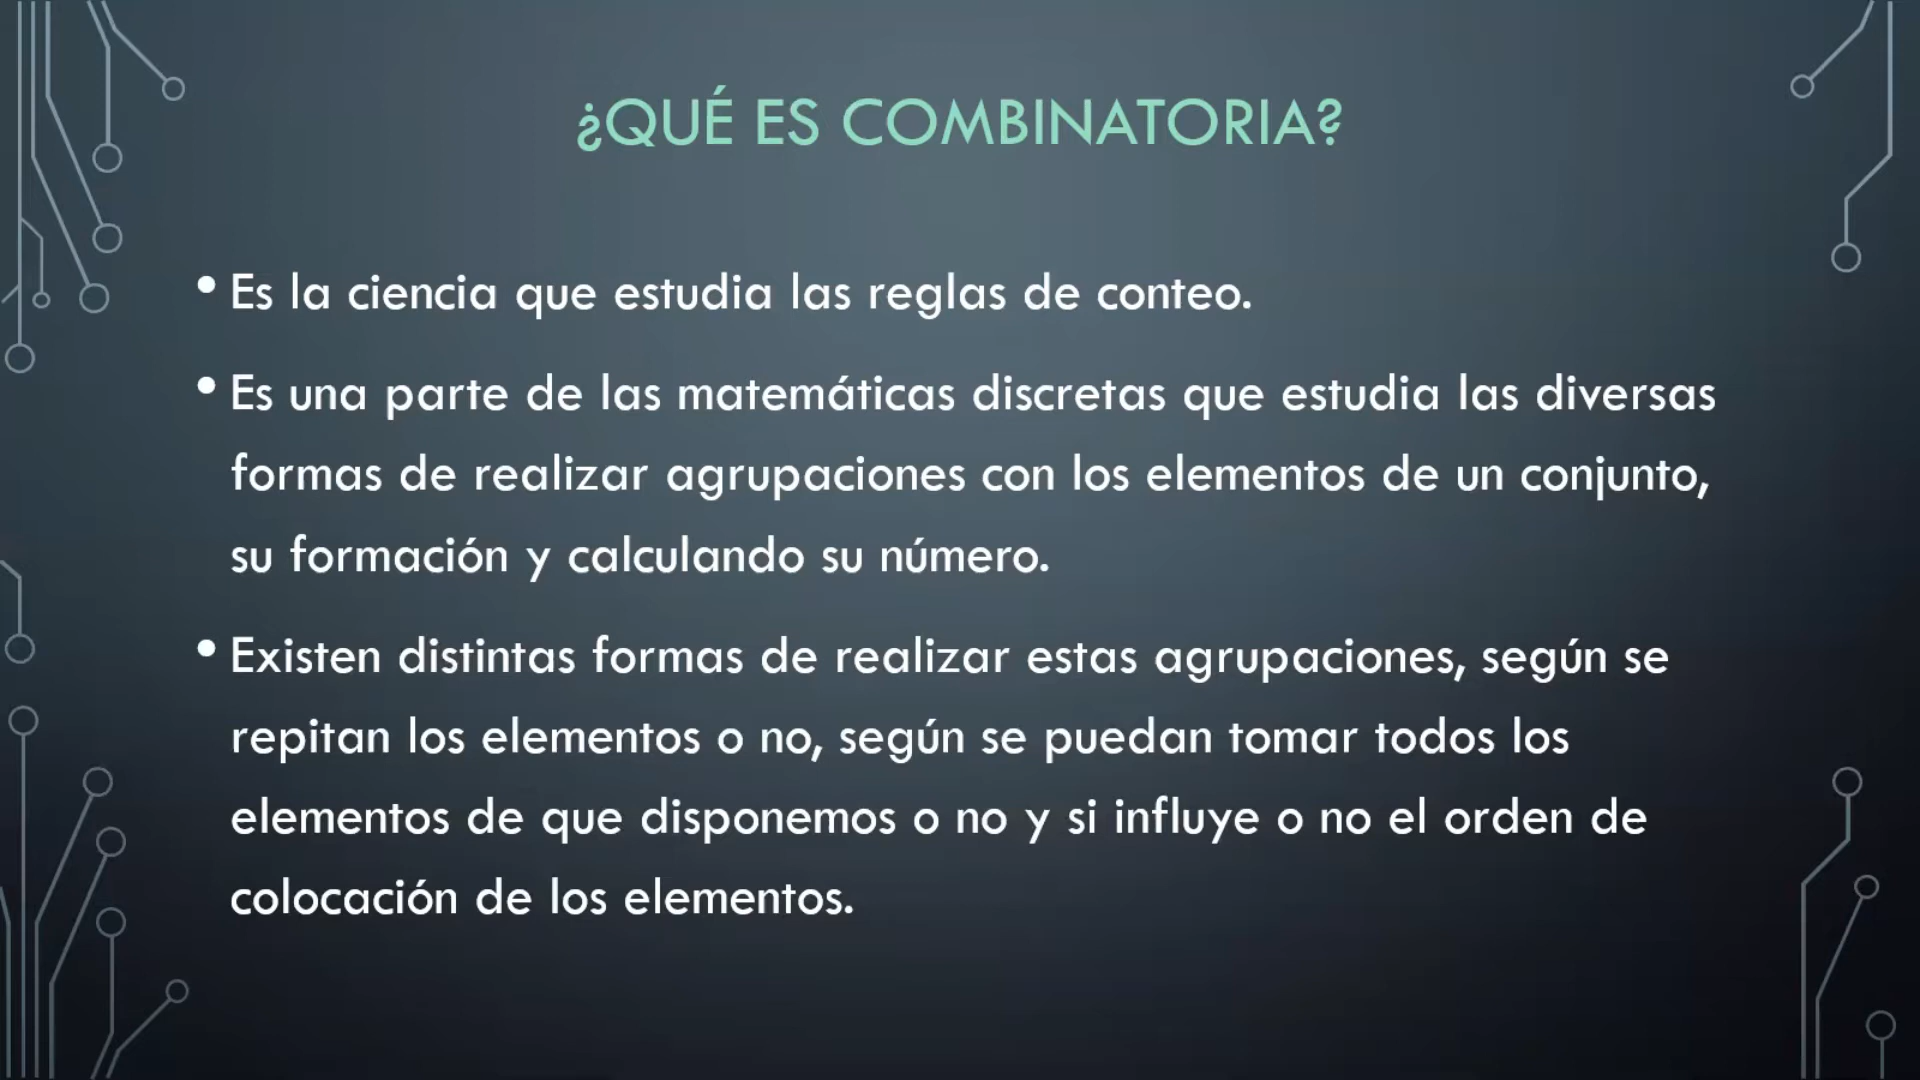 ¿QUÉ ES COMBINATORIA?
• Es la ciencia que estudia las reglas de conteo.
• Es una parte de las matemáticas discretas que estudia las diversas
formas de realizar agrupaciones con los elementos de un conjunto,
su formación y calculando su número.
• Existen distintas formas de realizar estas agrupaciones, según se
repitan los elementos o no, según se puedan tomar todos los
elementos de que disponemos o no y si influye o no el orden de
colocación de los elementos.